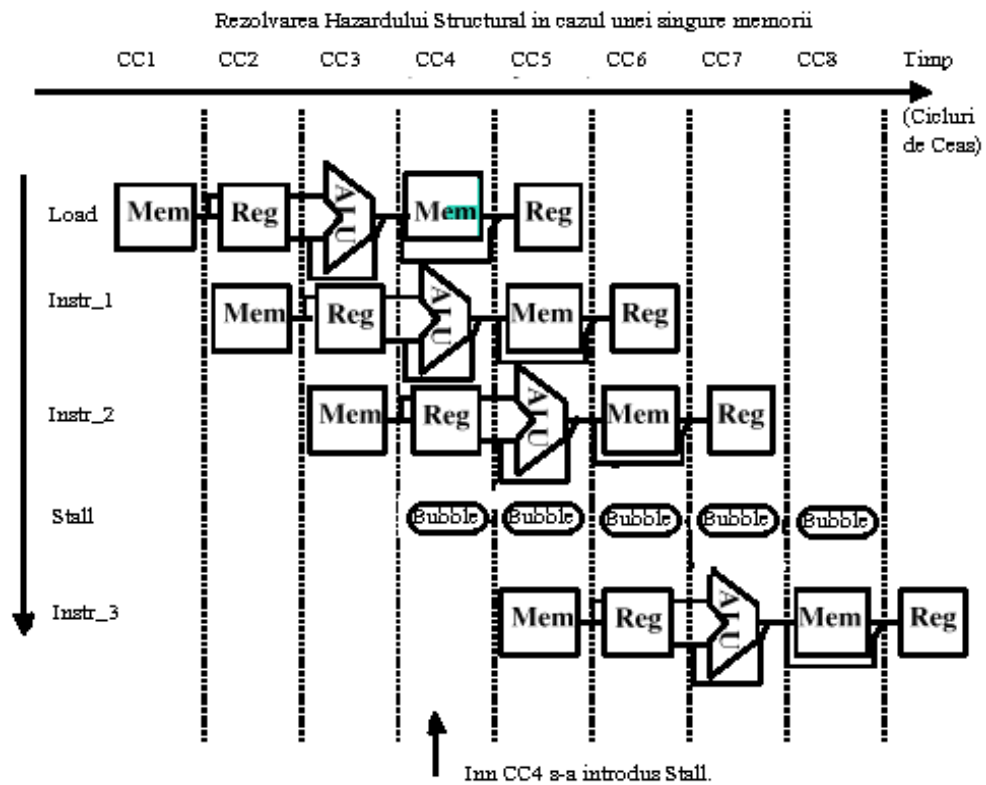 Rezolvarea Hazardului Structural in cazul unei singure memorii
CC1 CC2 CC3 CC4 CC5 CC6 CC7 CC8 Timp
(Cicluri
de Ceas)
Load Mem Reg ALU Mem Reg
Instr_1 Mem Reg ALU Mem Reg
Instr_2 Mem Reg ALU Mem Reg
Stall Bubble Bubble Bubble Bubble Bubble
Instr_3 Mem Reg ALU Mem Reg
Inn CC4 s-a introdus Stall.